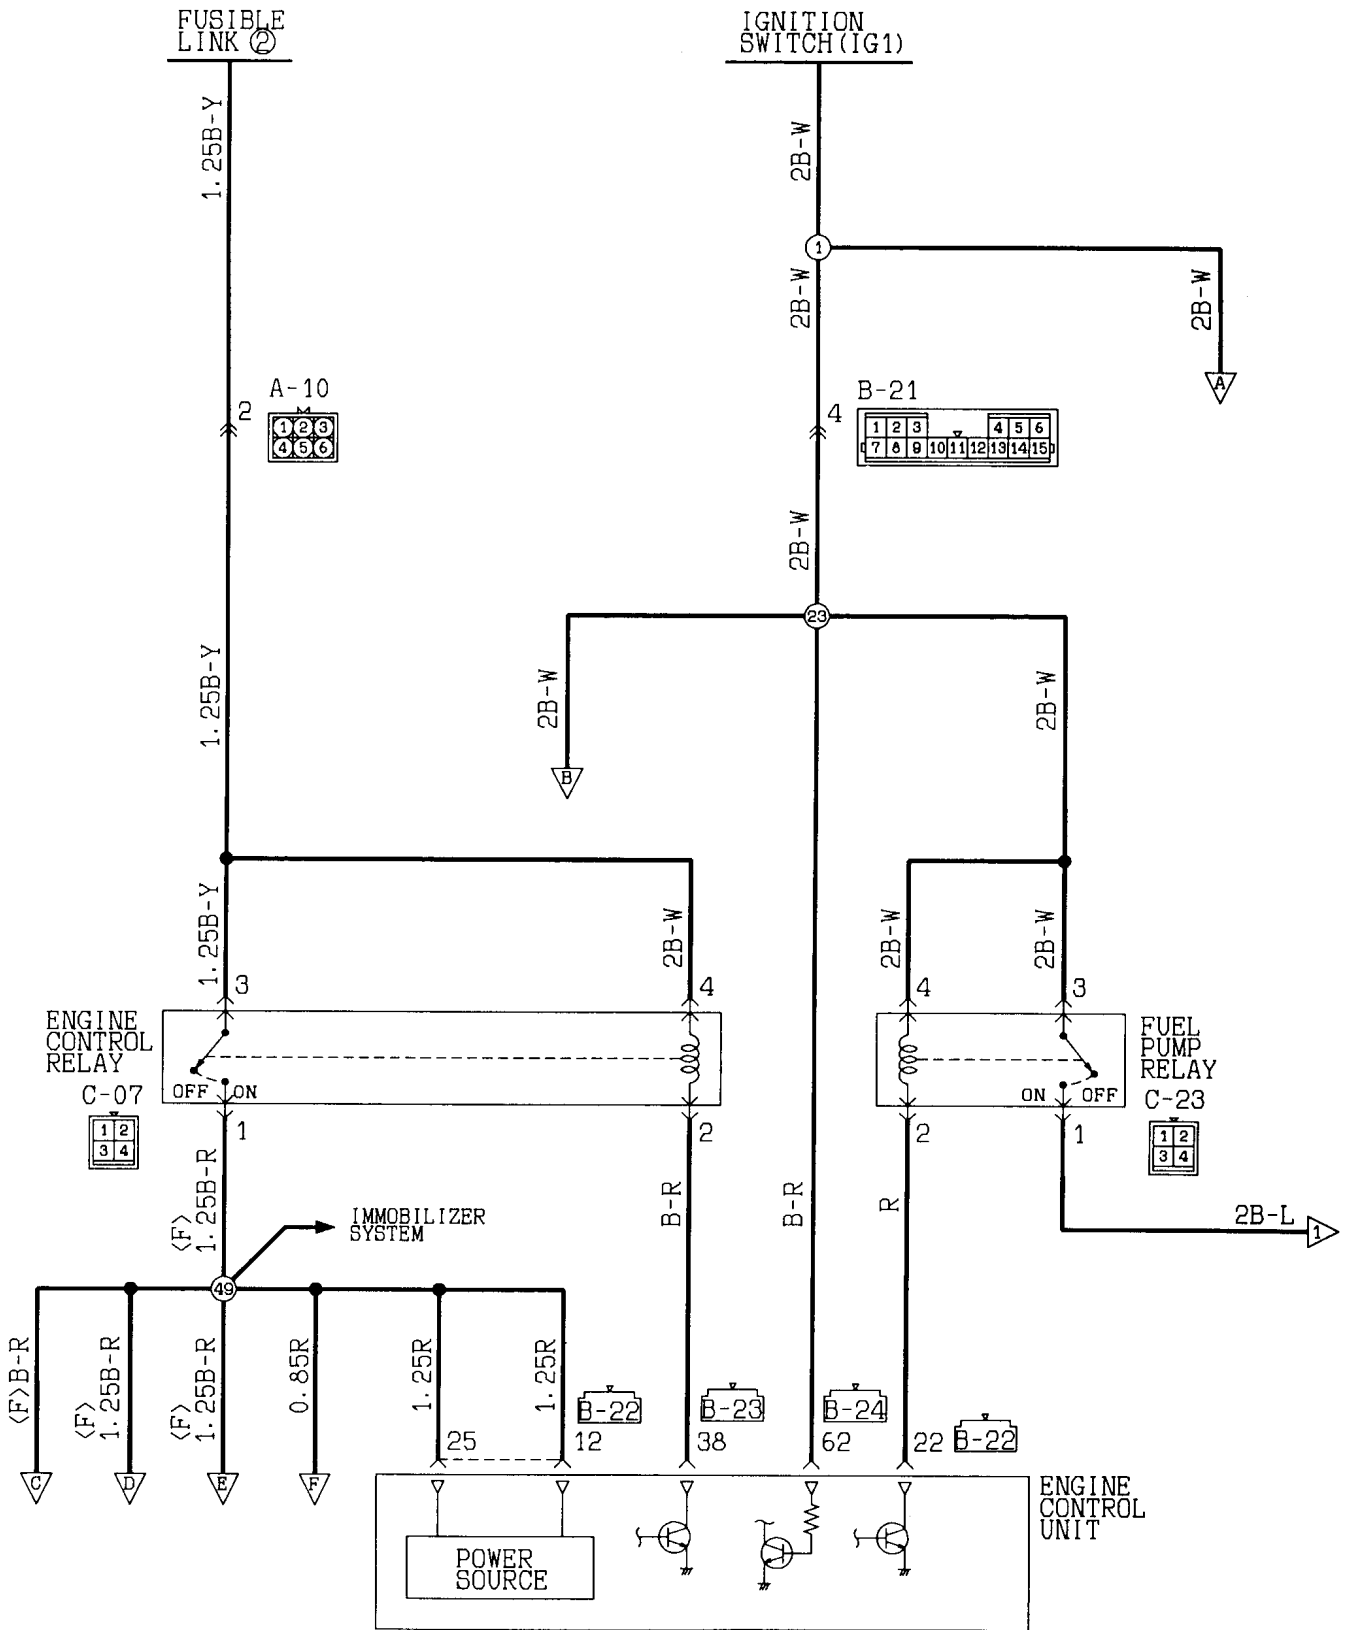 FUSIBLE
LINK ②
IGNITION
SWITCH(IG1)
1.25B-Y
2B-W
1
2B-W
2B-W
A
2
A-10
1 2 3
4 5 6
4
B-21
1 2 3 4 5 6
7 8 9 10 11 12 13 14 15
2B-W
23
1.25B-Y
2B-W
2B-W
B
1.25B-Y
2B-W
2B-W
2B-W
3
4
4
3
ENGINE
CONTROL
RELAY
OFF
ON
C-07
1 2
3 4
FUEL
PUMP
RELAY
ON
OFF
C-23
1 2
3 4
1
2
2
1
<F>
1.25B-R
IMMOBILIZER
SYSTEM
B-R
B-R
R
2B-L
1
49
<F>B-R
<F>
1.25B-R
<F>
1.25B-R
0.85R
1.25R
1.25R
B-22
B-23
B-24
B-22
25
12
38
62
22
C
D
E
F
POWER
SOURCE
ENGINE
CONTROL
UNIT